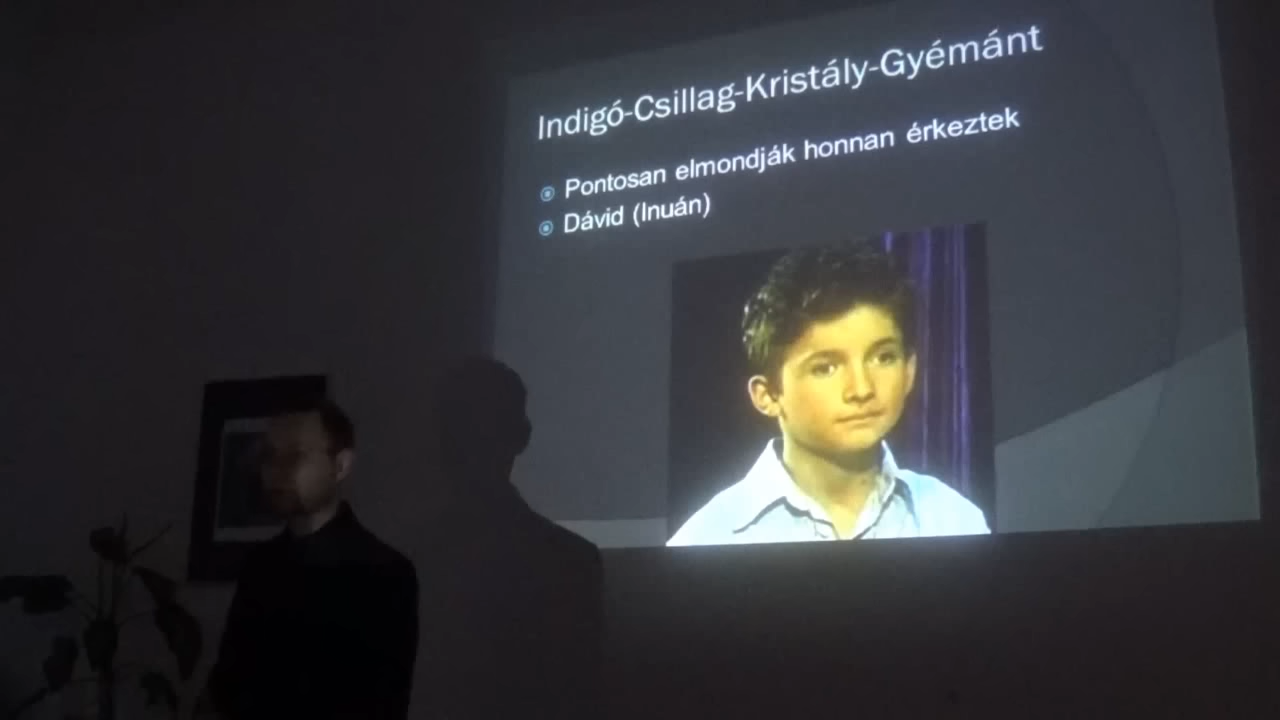 Indigó-Csillag-Kristály-Gyémánt
Pontosan elmondják honnan érkeztek
Dávid (Inuán)